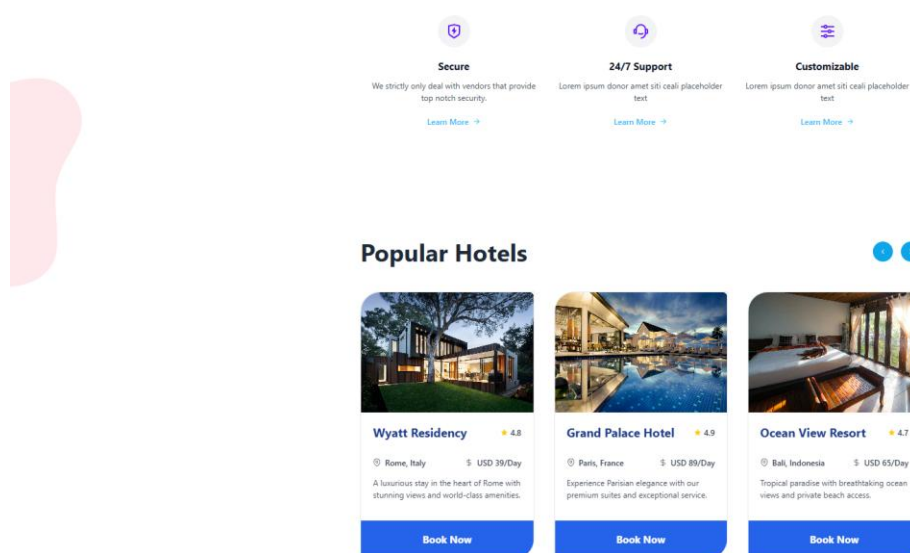 Secure
24/7 Support
Customizable
We strictly only deal with vendors that provide
top notch security.
Lorem ipsum donor amet siti ceali placeholder
text
Lorem ipsum donor amet siti ceali placeholder
text
Learn More →
Learn More →
Learn More →
Popular Hotels
Wyatt Residency
★ 4.8
Rome, Italy
$ USD 39/Day
A luxurious stay in the heart of Rome with
stunning views and world-class amenities.
Book Now
Grand Palace Hotel
★ 4.9
Paris, France
$ USD 89/Day
Experience Parisian elegance with our
premium suites and exceptional service.
Book Now
Ocean View Resort
★ 4.7
Bali, Indonesia
$ USD 65/Day
Tropical paradise with breathtaking ocean
views and private beach access.
Book Now